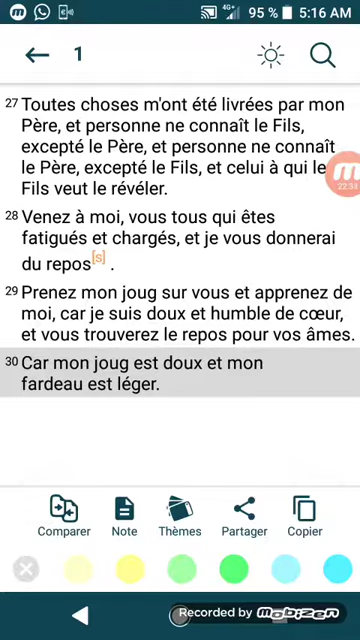 4G+ 95 % 5:16 AM
1
27 Toutes choses m'ont été livrées par mon
Père, et personne ne connaît le Fils,
excepté le Père, et personne ne connaît
le Père, excepté le Fils, et celui à qui le
Fils veut le révéler.
22:34
28 Venez à moi, vous tous qui êtes
fatigués et chargés, et je vous donnerai
du repos[s] .
29 Prenez mon joug sur vous et apprenez de
moi, car je suis doux et humble de cœur,
et vous trouverez le repos pour vos âmes.
30 Car mon joug est doux et mon
fardeau est léger.
Comparer Note Thèmes Partager Copier
Recorded by mobizen